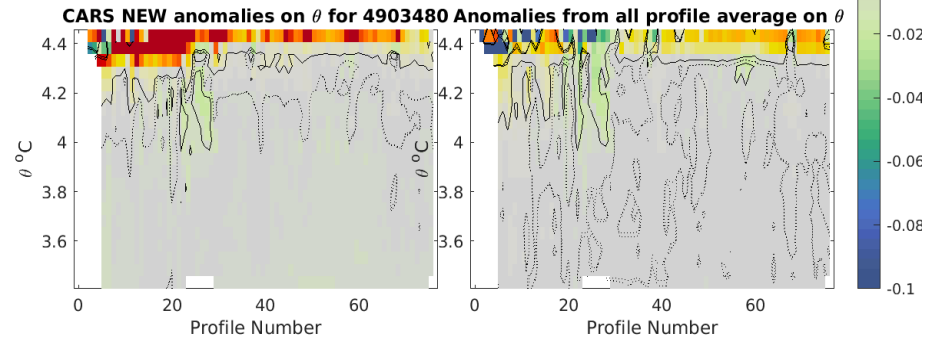 CARS NEW anomalies on θ for 4903480 Anomalies from all profile average on θ
4.4
4.2
4
3.8
3.6
θ °C
0 20 40 60
Profile Number
4.4
4.2
4
3.8
3.6
θ °C
0 20 40 60
Profile Number
-0.02
-0.04
-0.06
-0.08
-0.1